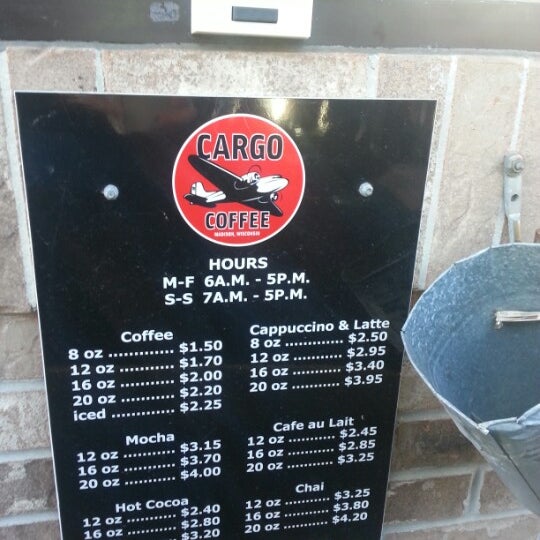 CARGO
COFFEE
MADISON, WISCONSIN
HOURS
M-F 6A.M. - 5P.M.
S-S 7A.M. - 5P.M.
Coffee
8 oz ............. $1.50
12 oz ............. $1.70
16 oz ............. $2.00
20 oz ............. $2.20
iced ............. $2.25
Mocha
12 oz ............. $3.15
16 oz ............. $3.70
20 oz ............. $4.00
Hot Cocoa
12 oz ............. $2.40
16 oz ............. $2.80
$3.20
Cappuccino & Latte
8 oz ............. $2.50
12 oz ............. $2.95
16 oz ............. $3.40
20 oz ............. $3.95
Cafe au Lait
12 oz ............ $2.45
16 oz ............ $2.85
20 oz ............ $3.25
Chai
12 oz ............. $3.25
16 oz ............. $3.80
20 oz ............. $4.20